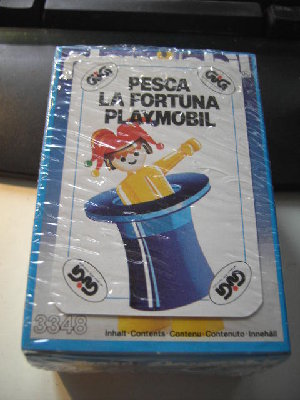 GiG
GiG
PESCA
LA FORTUNA
PLAYMOBIL
GiG
GiG
3348
Inhalt·Contents·Contenu·Contenuto·Innehåll